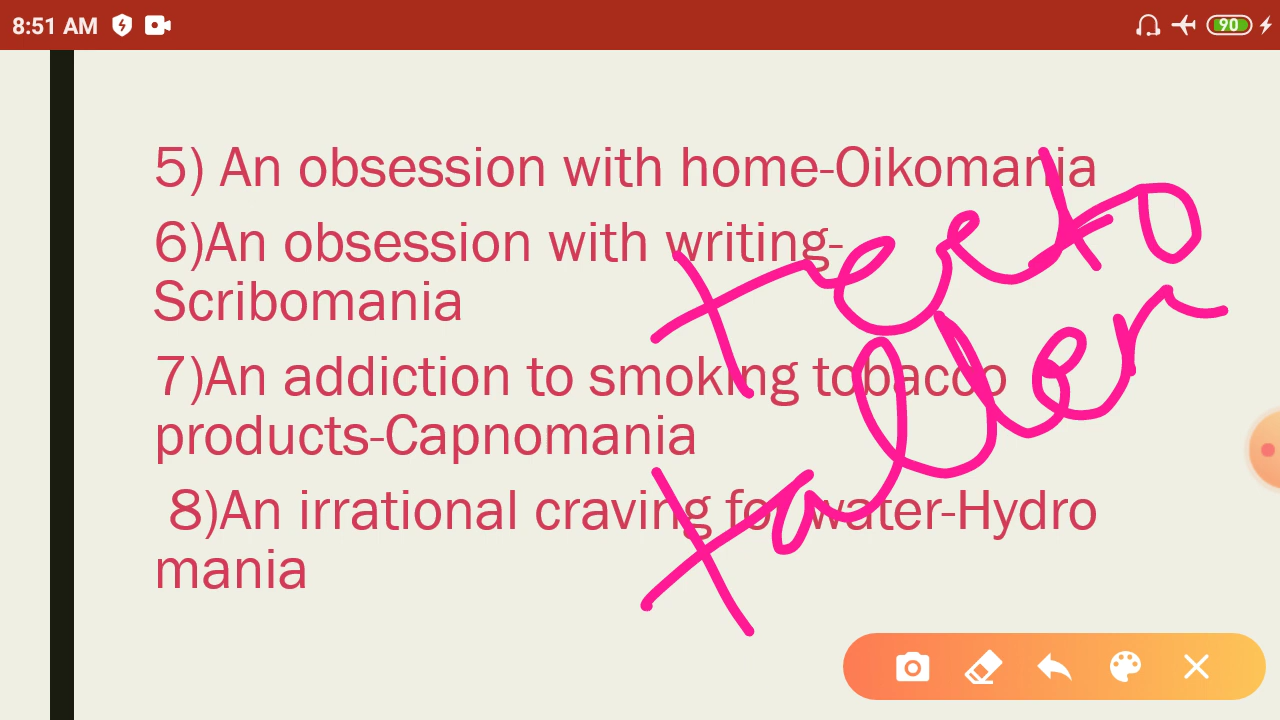 8:51 AM
90
5) An obsession with home-Oikomania
6)An obsession with writing-
Scribomania
7)An addiction to smoking tobacco
products-Capnomania
8)An irrational craving for water-Hydro
mania